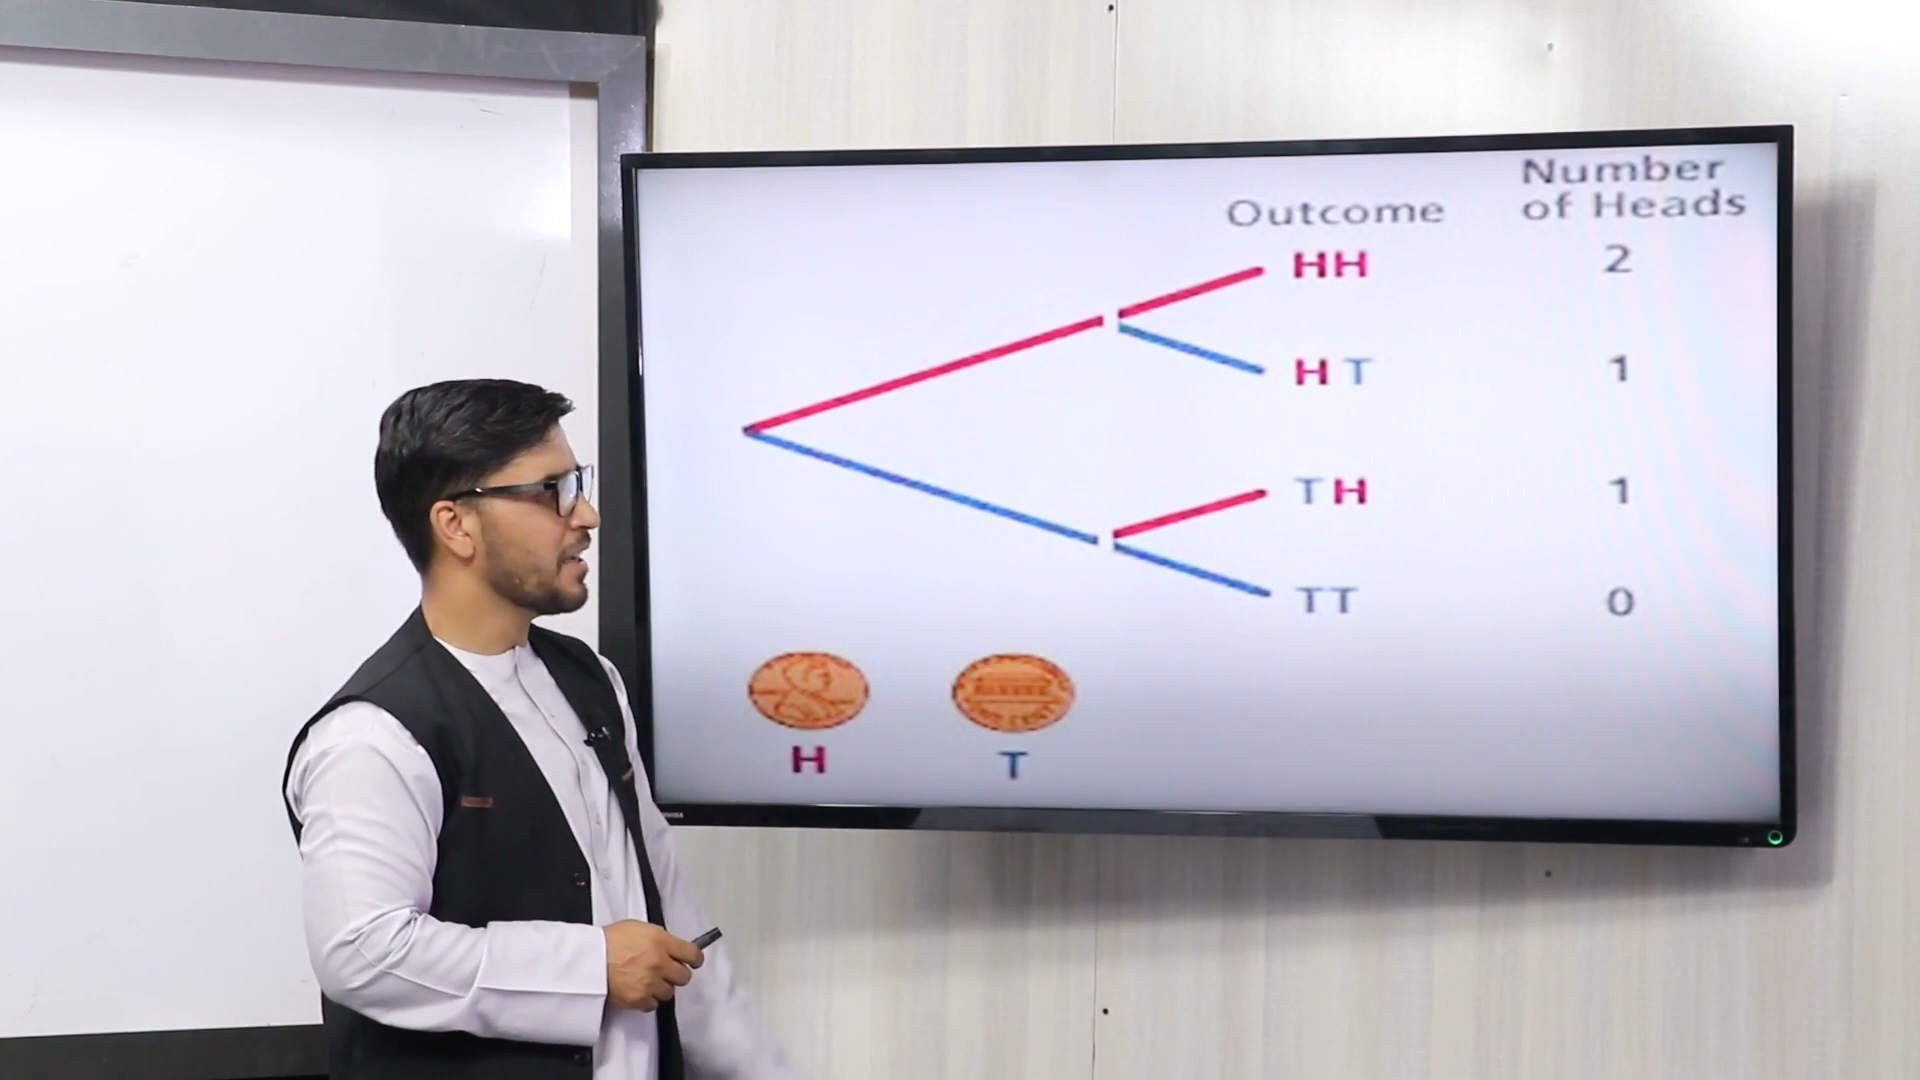 Number
of Heads
Outcome
HH 2
HT 1
TH 1
TT 0
H T